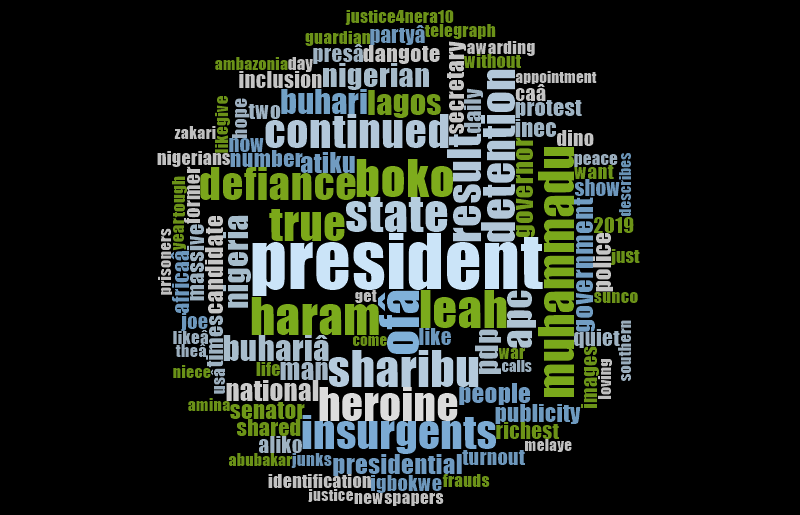 justice4nera10
guardian partyâ telegraph
presâ dangote secretary awarding
ambazonia day without
inclusion nigerian appointment
likegive hope two buhari lagos daily detention caâ protest
zakari now continued result inec dino
nigerians number atiku governor muhammadu peace describes
yeartough former defiance boko want
true state show
prisoners massive candidate nigeria president government police 2019
africaâ just
haram get ofâ leah apc sunco
joe come like quiet southern
likeâ times buhariâ pdp war
theâ calls
niece usâ life man sharibu images loving
national heroine people
amina senator publicity
shared insurgents richest
aliko melaye
abubakar junks presidential turnout
identification igbokwe frauds
justice newspapers